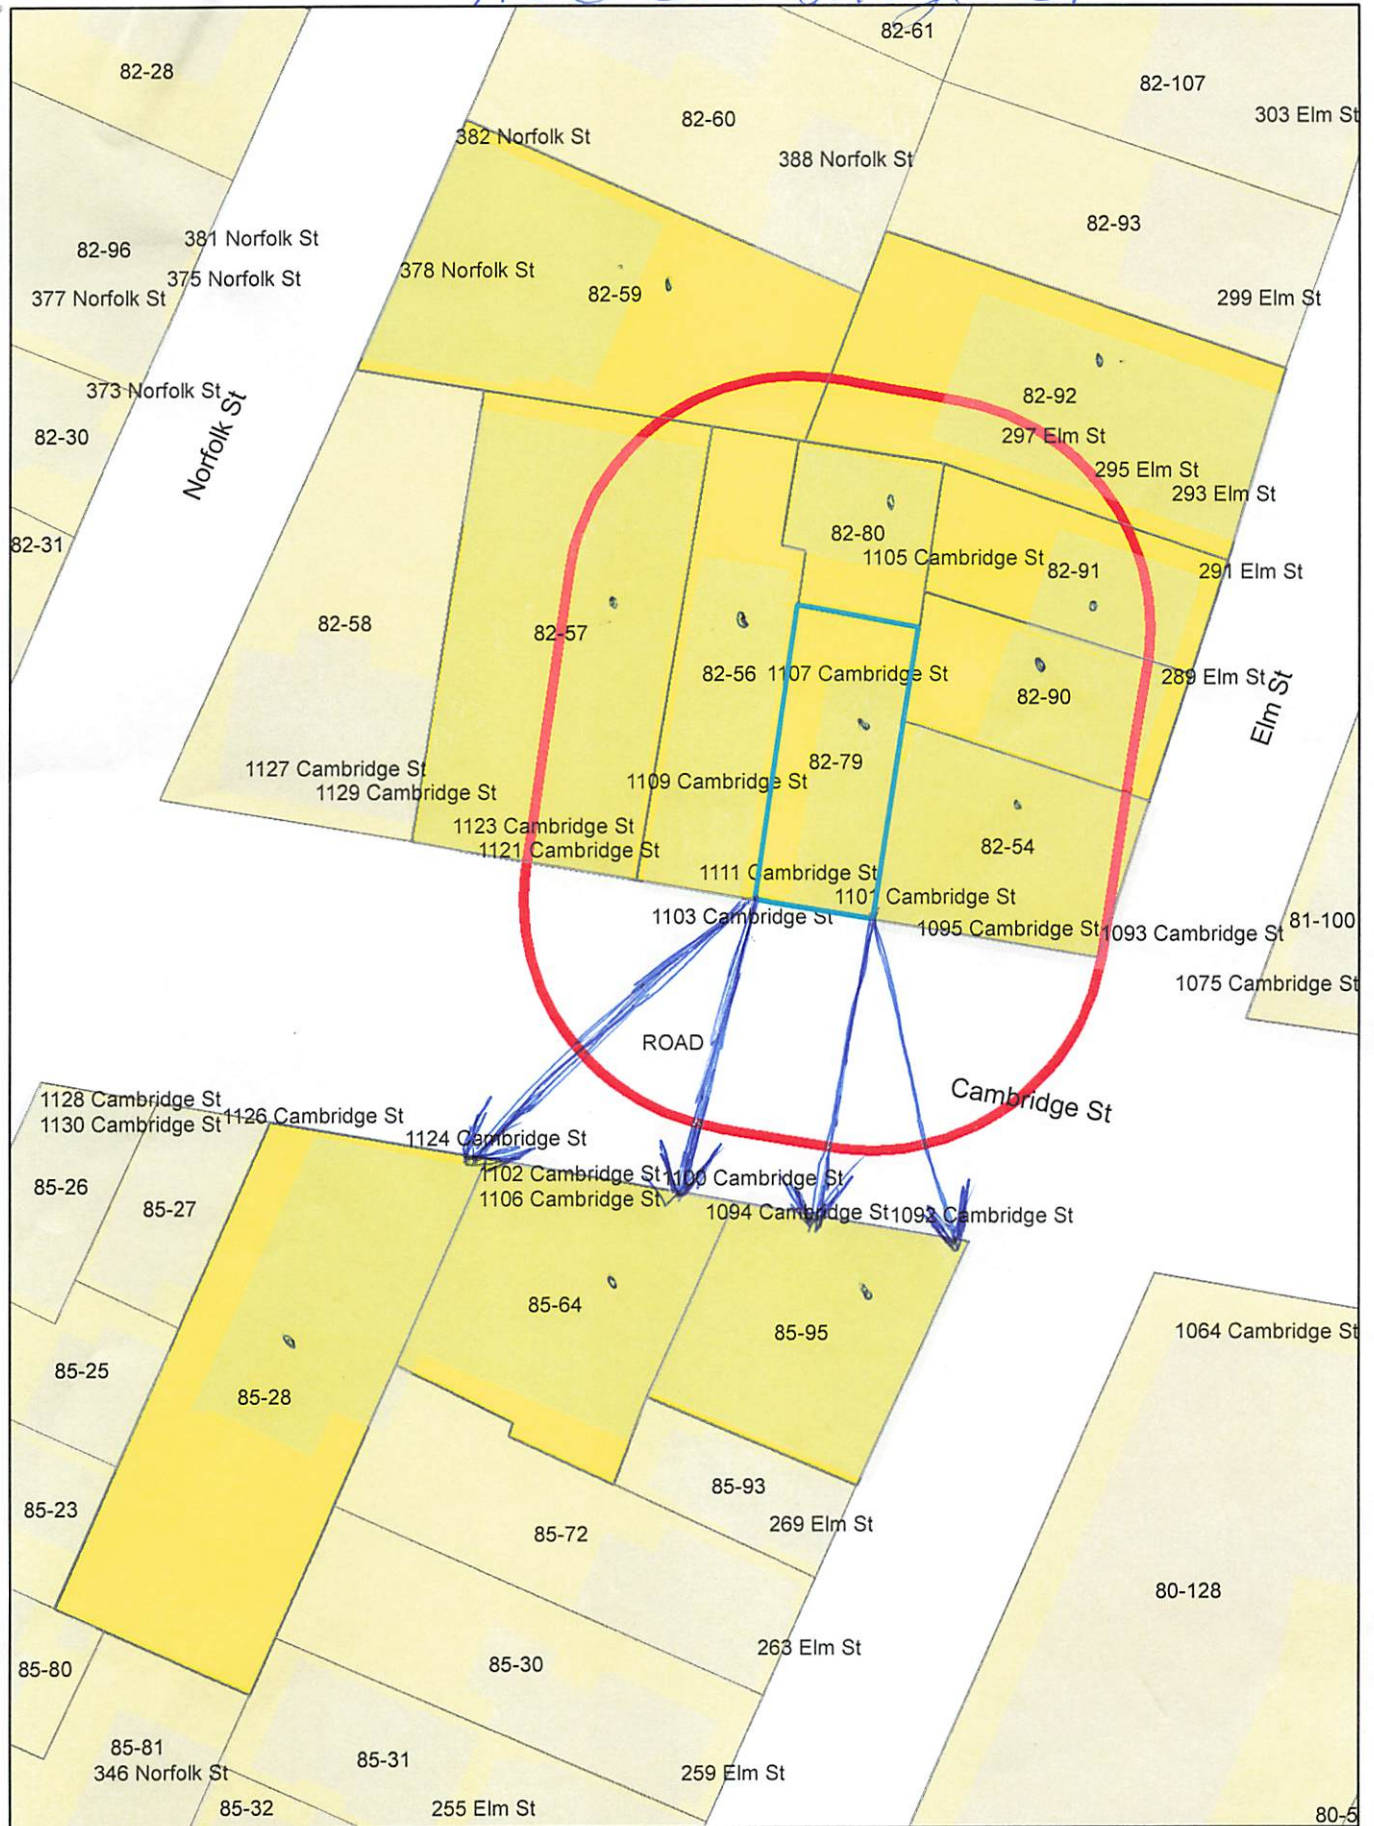 82-61
82-28
82-107
303 Elm St
82-60
382 Norfolk St
388 Norfolk St
82-93
381 Norfolk St
82-96
378 Norfolk St
375 Norfolk St
82-59
377 Norfolk St
299 Elm St
373 Norfolk St
82-92
82-30
297 Elm St
Norfolk St
295 Elm St
293 Elm St
82-80
82-31
1105 Cambridge St
82-91
291 Elm St
82-58
82-57
82-56
1107 Cambridge St
289 Elm St
82-90
Elm St
82-79
1127 Cambridge St
1109 Cambridge St
1129 Cambridge St
1123 Cambridge St
82-54
1121 Cambridge St
1111 Cambridge St
1101 Cambridge St
1103 Cambridge St
81-100
1095 Cambridge St
1093 Cambridge St
1075 Cambridge St
ROAD
1128 Cambridge St
Cambridge St
1126 Cambridge St
1130 Cambridge St
1124 Cambridge St
1102 Cambridge St
1100 Cambridge St
85-26
1106 Cambridge St
85-27
1094 Cambridge St
1092 Cambridge St
85-64
85-95
1064 Cambridge St
85-25
85-28
85-93
85-23
269 Elm St
85-72
80-128
263 Elm St
85-30
85-80
85-81
85-31
346 Norfolk St
259 Elm St
85-32
255 Elm St
80-5